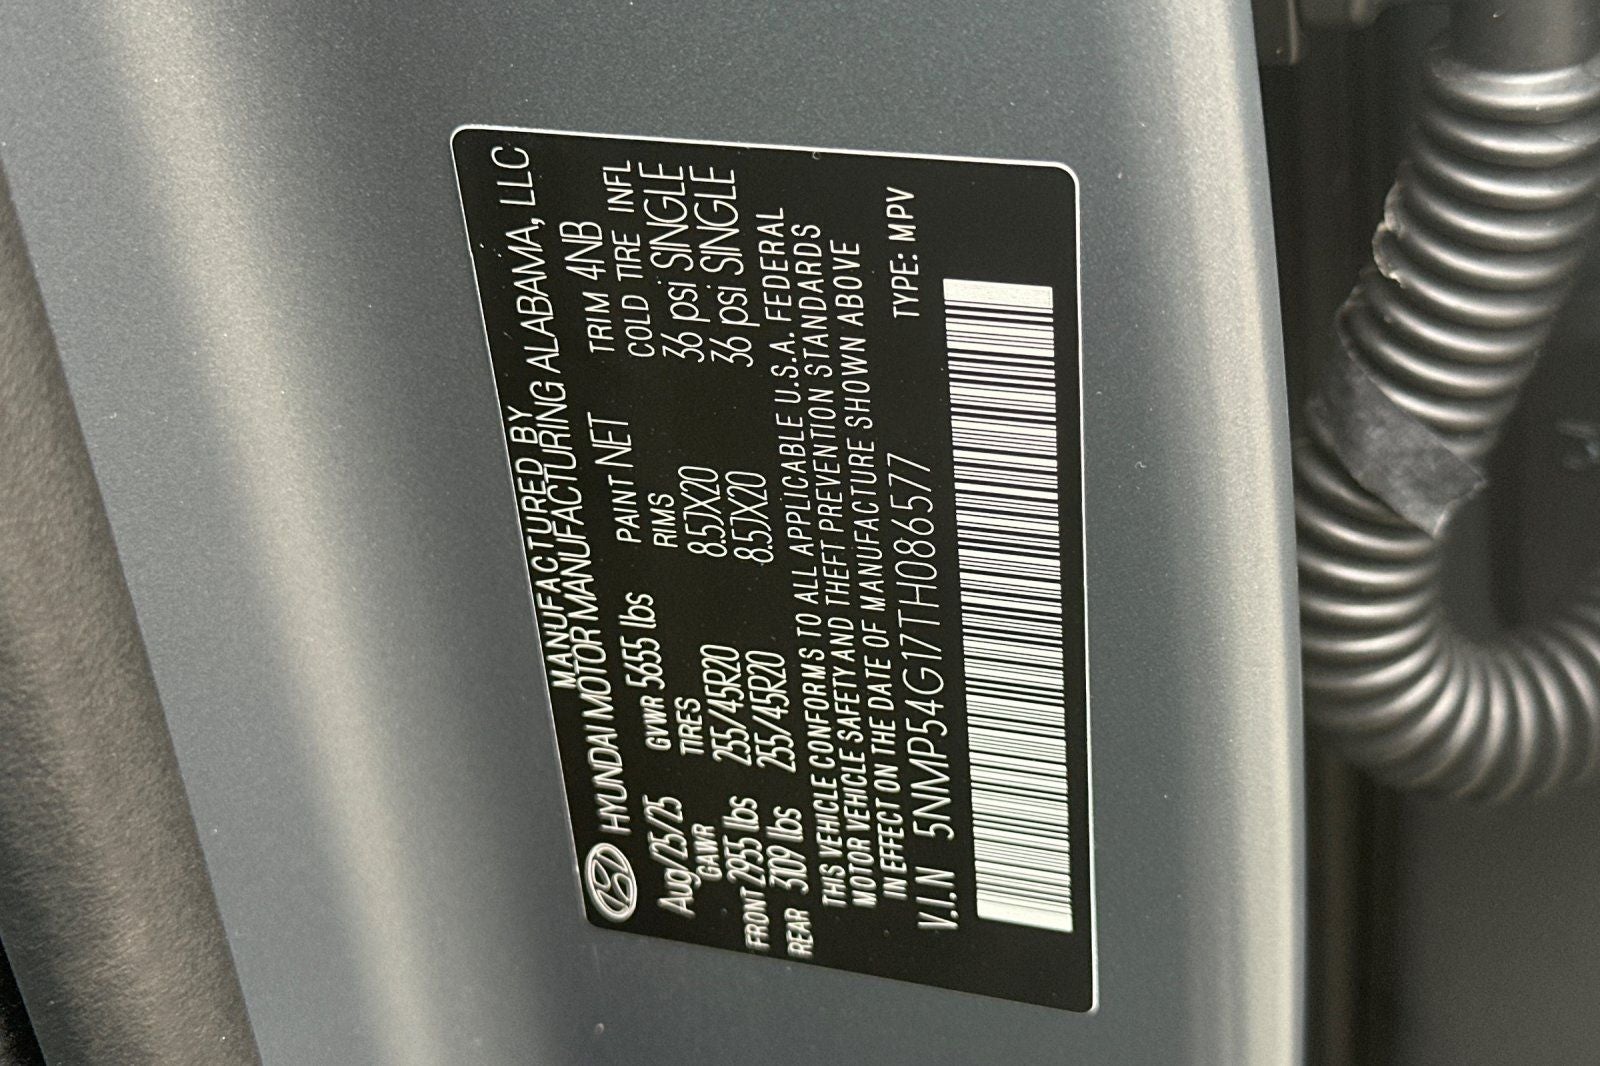 MANUFACTURED BY
HYUNDAI MOTOR MANUFACTURING ALABAMA, LLC
Aug/25/25 GVWR 5655 lbs PAINT NET TRIM 4NB
GAWR TIRES RIMS COLD TIRE INFL
FRONT 2955 lbs 255/45R20 8.5JX20 36 psi SINGLE
REAR 3109 lbs 255/45R20 8.5JX20 36 psi SINGLE
THIS VEHICLE CONFORMS TO ALL APPLICABLE U.S.A. FEDERAL
MOTOR VEHICLE SAFETY AND THEFT PREVENTION STANDARDS
IN EFFECT ON THE DATE OF MANUFACTURE SHOWN ABOVE
V.I.N 5NMP54G17TH086577 TYPE: MPV